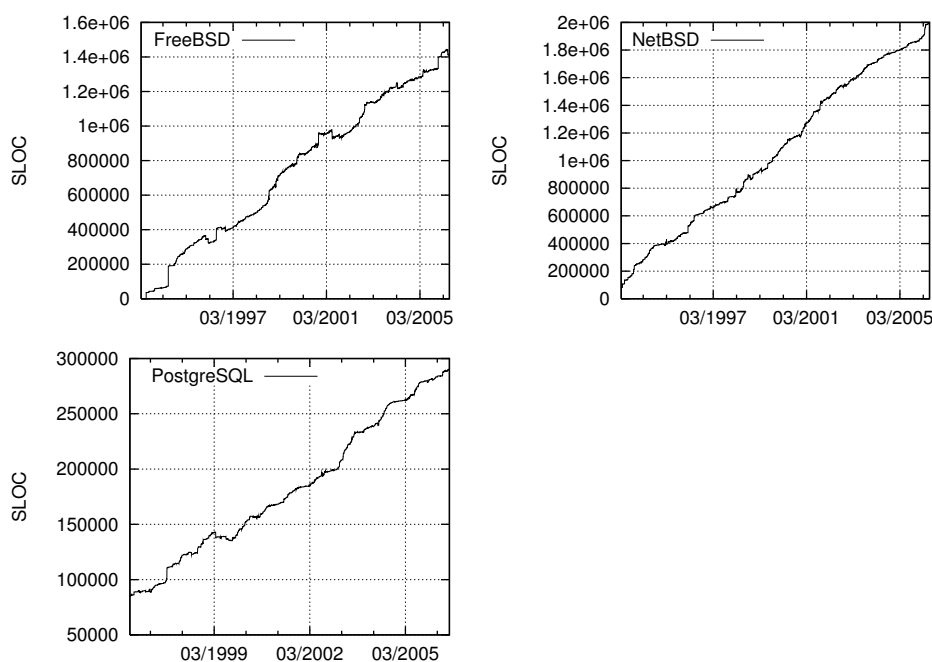 SLOC
1.6e+06
1.4e+06
1.2e+06
1e+06
800000
600000
400000
200000
0
FreeBSD
03/1997 03/2001 03/2005
SLOC
2e+06
1.8e+06
1.6e+06
1.4e+06
1.2e+06
1e+06
800000
600000
400000
200000
0
NetBSD
03/1997 03/2001 03/2005
SLOC
300000
250000
200000
150000
100000
50000
PostgreSQL
03/1999 03/2002 03/2005